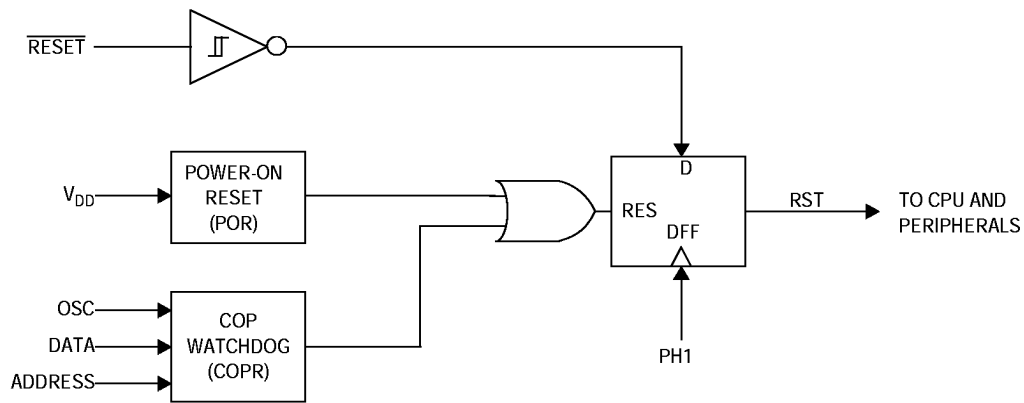 RESET
D
POWER-ON
RESET
(POR)
VDD
RES
DFF
RST
TO CPU AND
PERIPHERALS
OSC
DATA
ADDRESS
COP
WATCHDOG
(COPR)
PH1